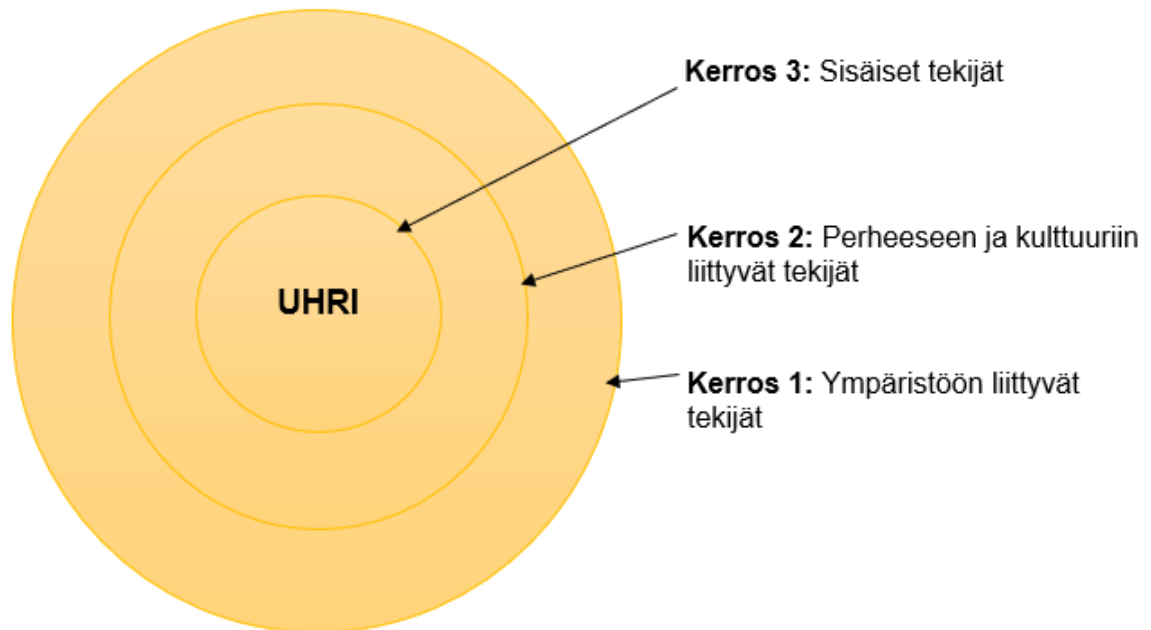 Kerros 3: Sisäiset tekijät
Kerros 2: Perheeseen ja kulttuuriin
liittyvät tekijät
UHRI
Kerros 1: Ympäristöön liittyvät
tekijät